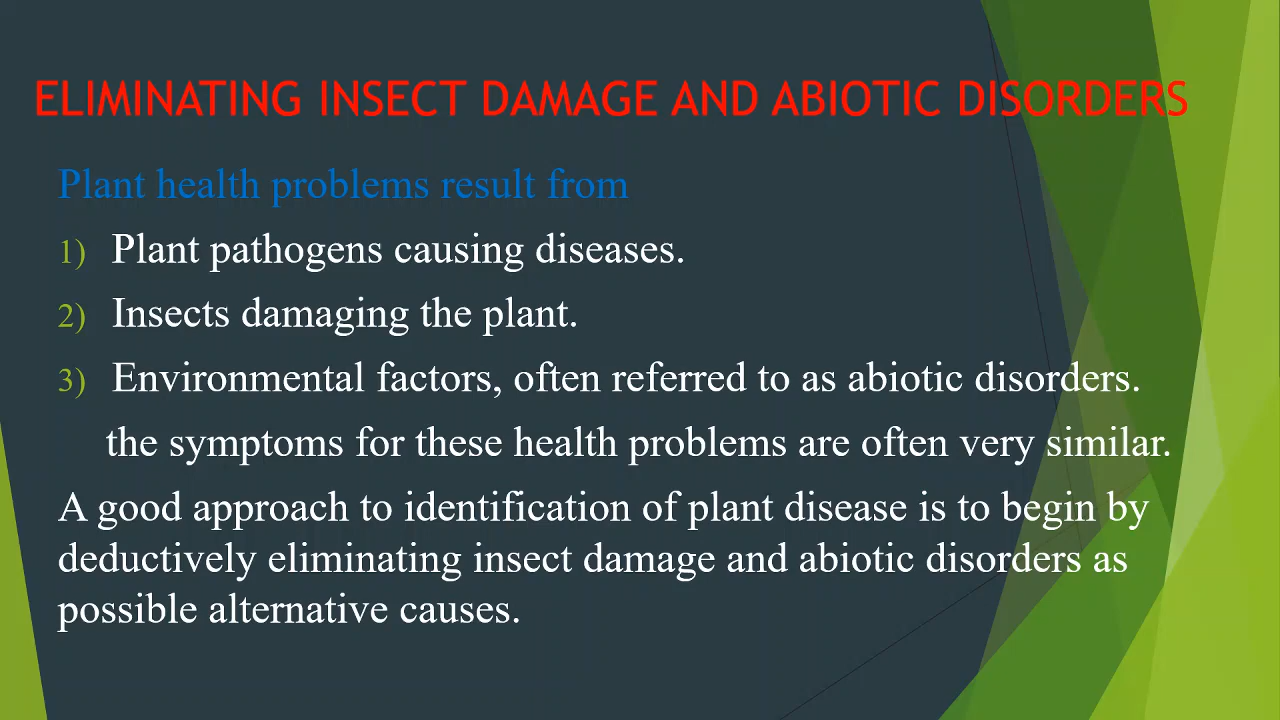 ELIMINATING INSECT DAMAGE AND ABIOTIC DISORDERS
Plant health problems result from
1) Plant pathogens causing diseases.
2) Insects damaging the plant.
3) Environmental factors, often referred to as abiotic disorders.
the symptoms for these health problems are often very similar.
A good approach to identification of plant disease is to begin by
deductively eliminating insect damage and abiotic disorders as
possible alternative causes.